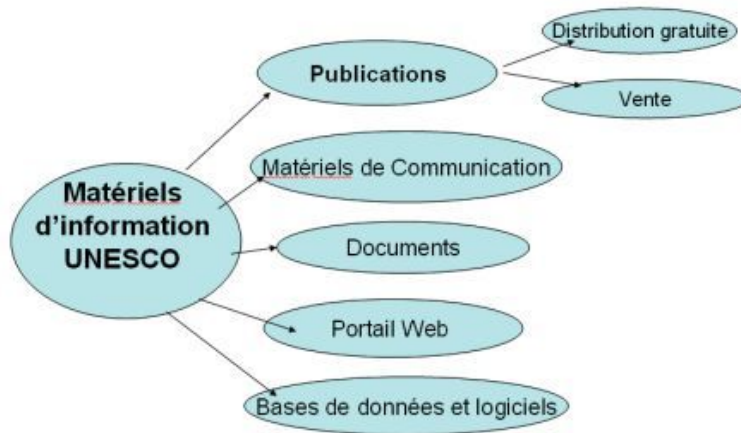 Matériels
d'information
UNESCO
Publications
Distribution gratuite
Vente
Matériels de Communication
Documents
Portail Web
Bases de données et logiciels